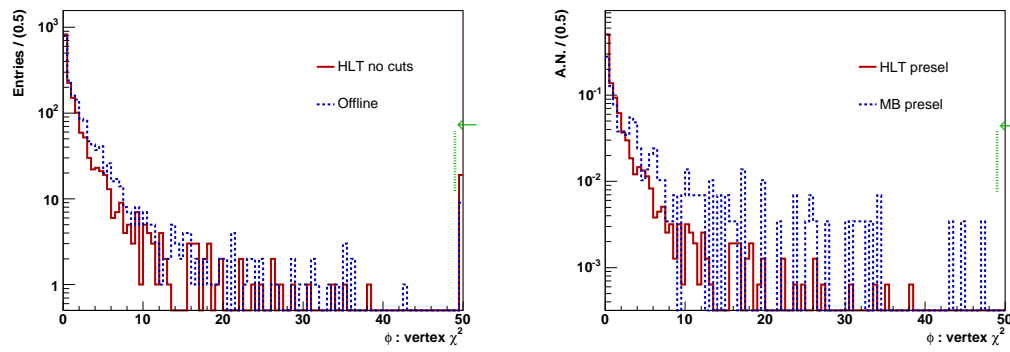 Entries / (0.5)
10³
10²
10
1
HLT no cuts
Offline
0 10 20 30 40 50
ϕ : vertex χ²
A.N. / (0.5)
10⁻¹
10⁻²
10⁻³
HLT presel
MB presel
0 10 20 30 40 50
ϕ : vertex χ²